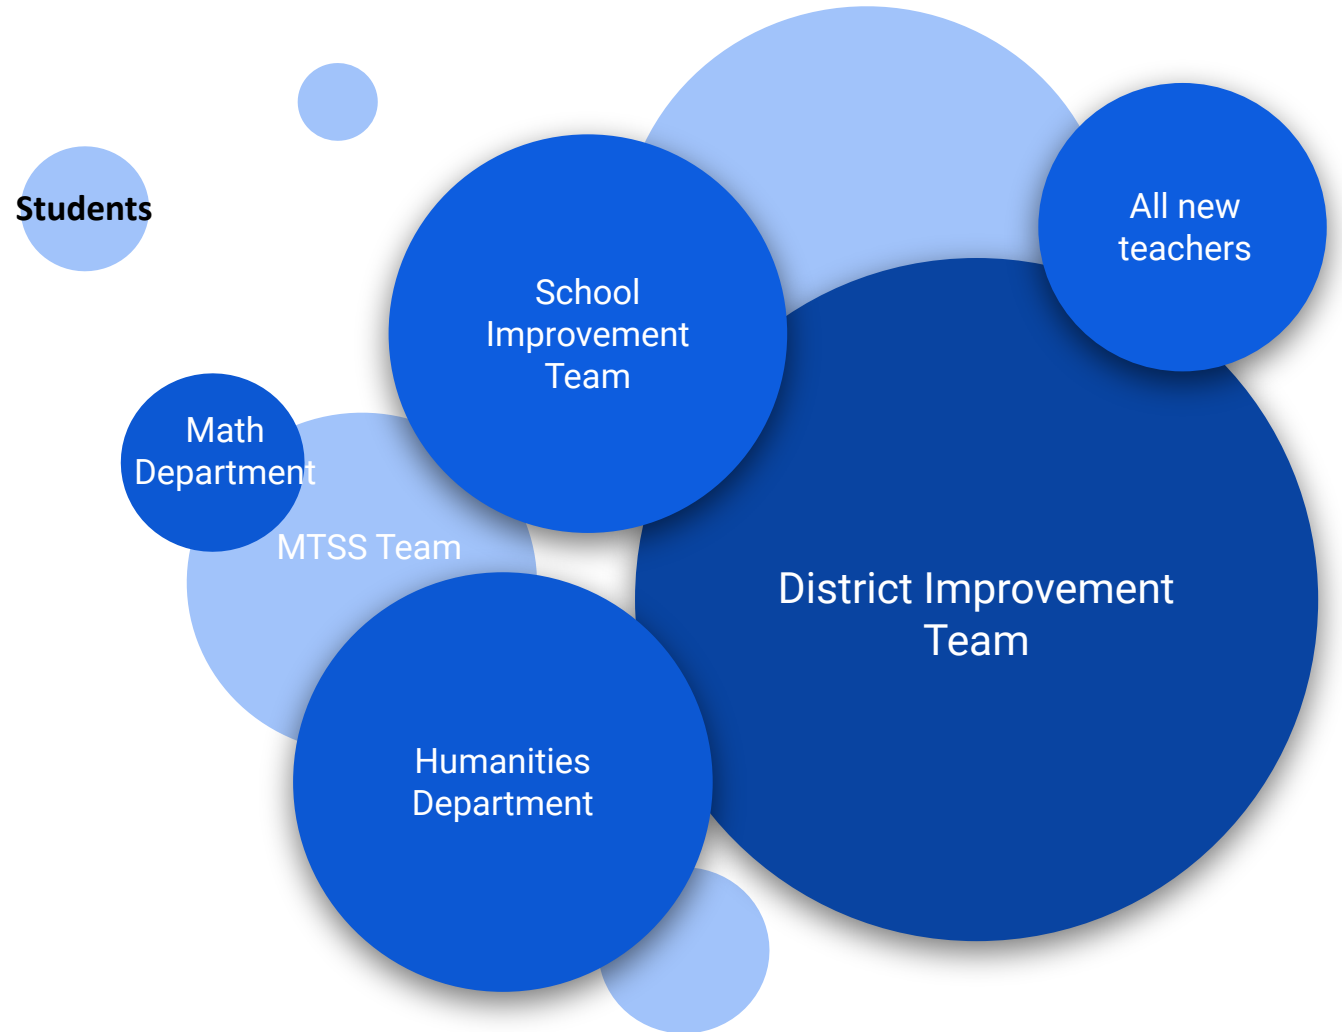 Students
All new
teachers
School
Improvement
Team
Math
Department
MTSS Team
District Improvement
Team
Humanities
Department